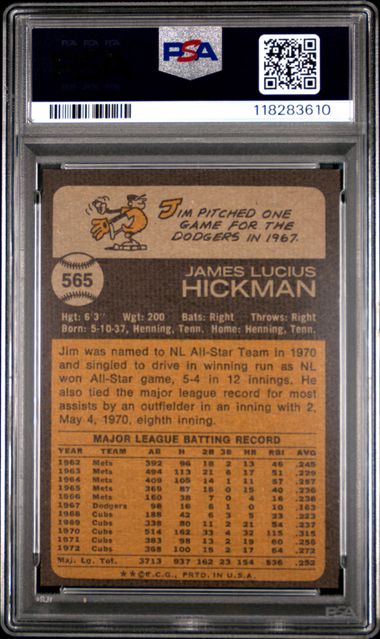 PSA
118283610
JIM PITCHED ONE
GAME FOR THE
DODGERS IN 1967.
565
JAMES LUCIUS
HICKMAN
Hgt: 6'3" Wgt: 200 Bats: Right Throws: Right
Born: 5-10-37, Henning, Tenn. Home: Henning, Tenn.
Jim was named to NL All-Star Team in 1970
and singled to drive in winning run as NL
won All-Star game, 5-4 in 12 innings. He
also tied the major league record for most
assists by an outfielder in an inning with 2,
May 4, 1970, eighth inning.
MAJOR LEAGUE BATTING RECORD
YEAR TEAM AB H 2B 3B HR RBI AVG
1962 Mets 392 96 18 2 13 46 .245
1963 Mets 494 113 21 6 17 51 .229
1964 Mets 409 105 14 1 11 57 .257
1965 Mets 369 87 18 0 15 40 .236
1966 Mets 160 38 7 0 4 16 .238
1967 Dodgers 98 16 6 1 0 10 .163
1968 Cubs 188 42 6 3 5 23 .223
1969 Cubs 338 80 11 2 21 54 .237
1970 Cubs 514 162 33 4 32 115 .315
1971 Cubs 383 98 13 2 19 60 .256
1972 Cubs 368 100 15 2 17 64 .272
Maj. Lg. Tot. 3713 937 162 23 154 536 .252
★★©T.C.G., PRTD. IN U.S.A.
PSA